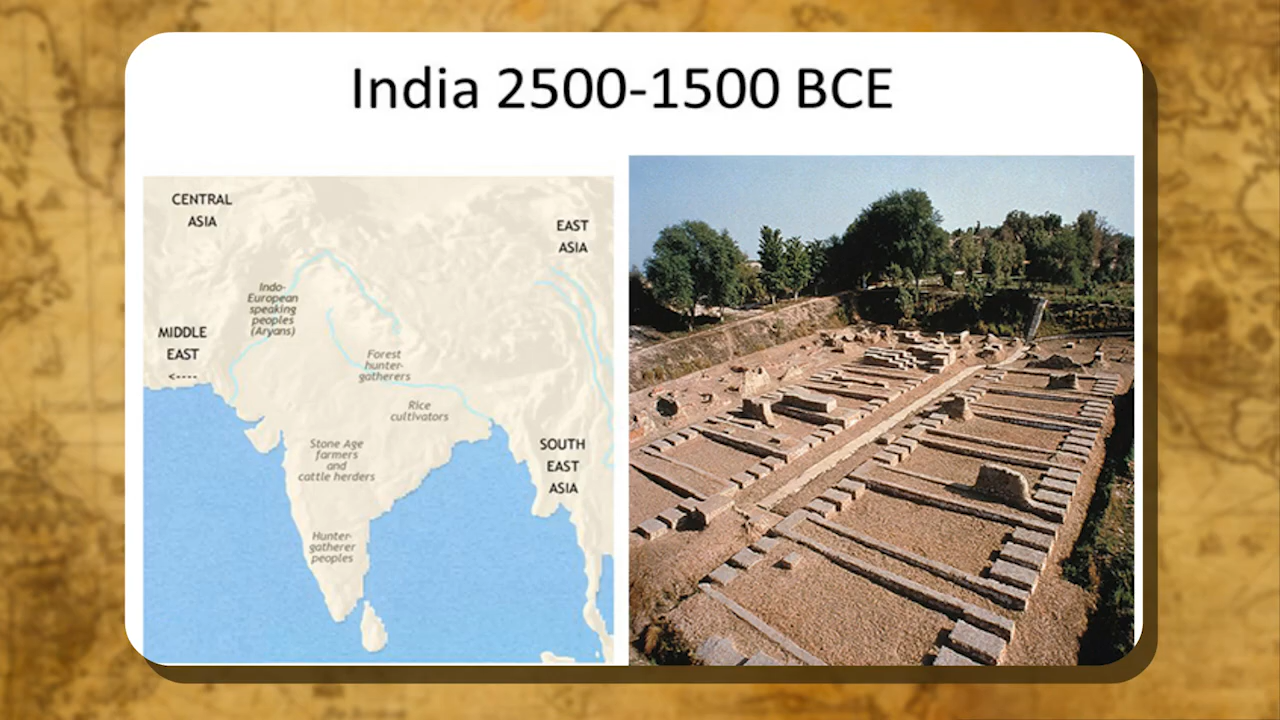 India 2500-1500 BCE
CENTRAL
ASIA
EAST
ASIA
Indo-
European
speaking
peoples
(Aryans)
MIDDLE
EAST
<----
Forest
hunter-
gatherers
Rice
cultivators
Stone Age
farmers
and
cattle herders
SOUTH
EAST
ASIA
Hunter-
gatherer
peoples